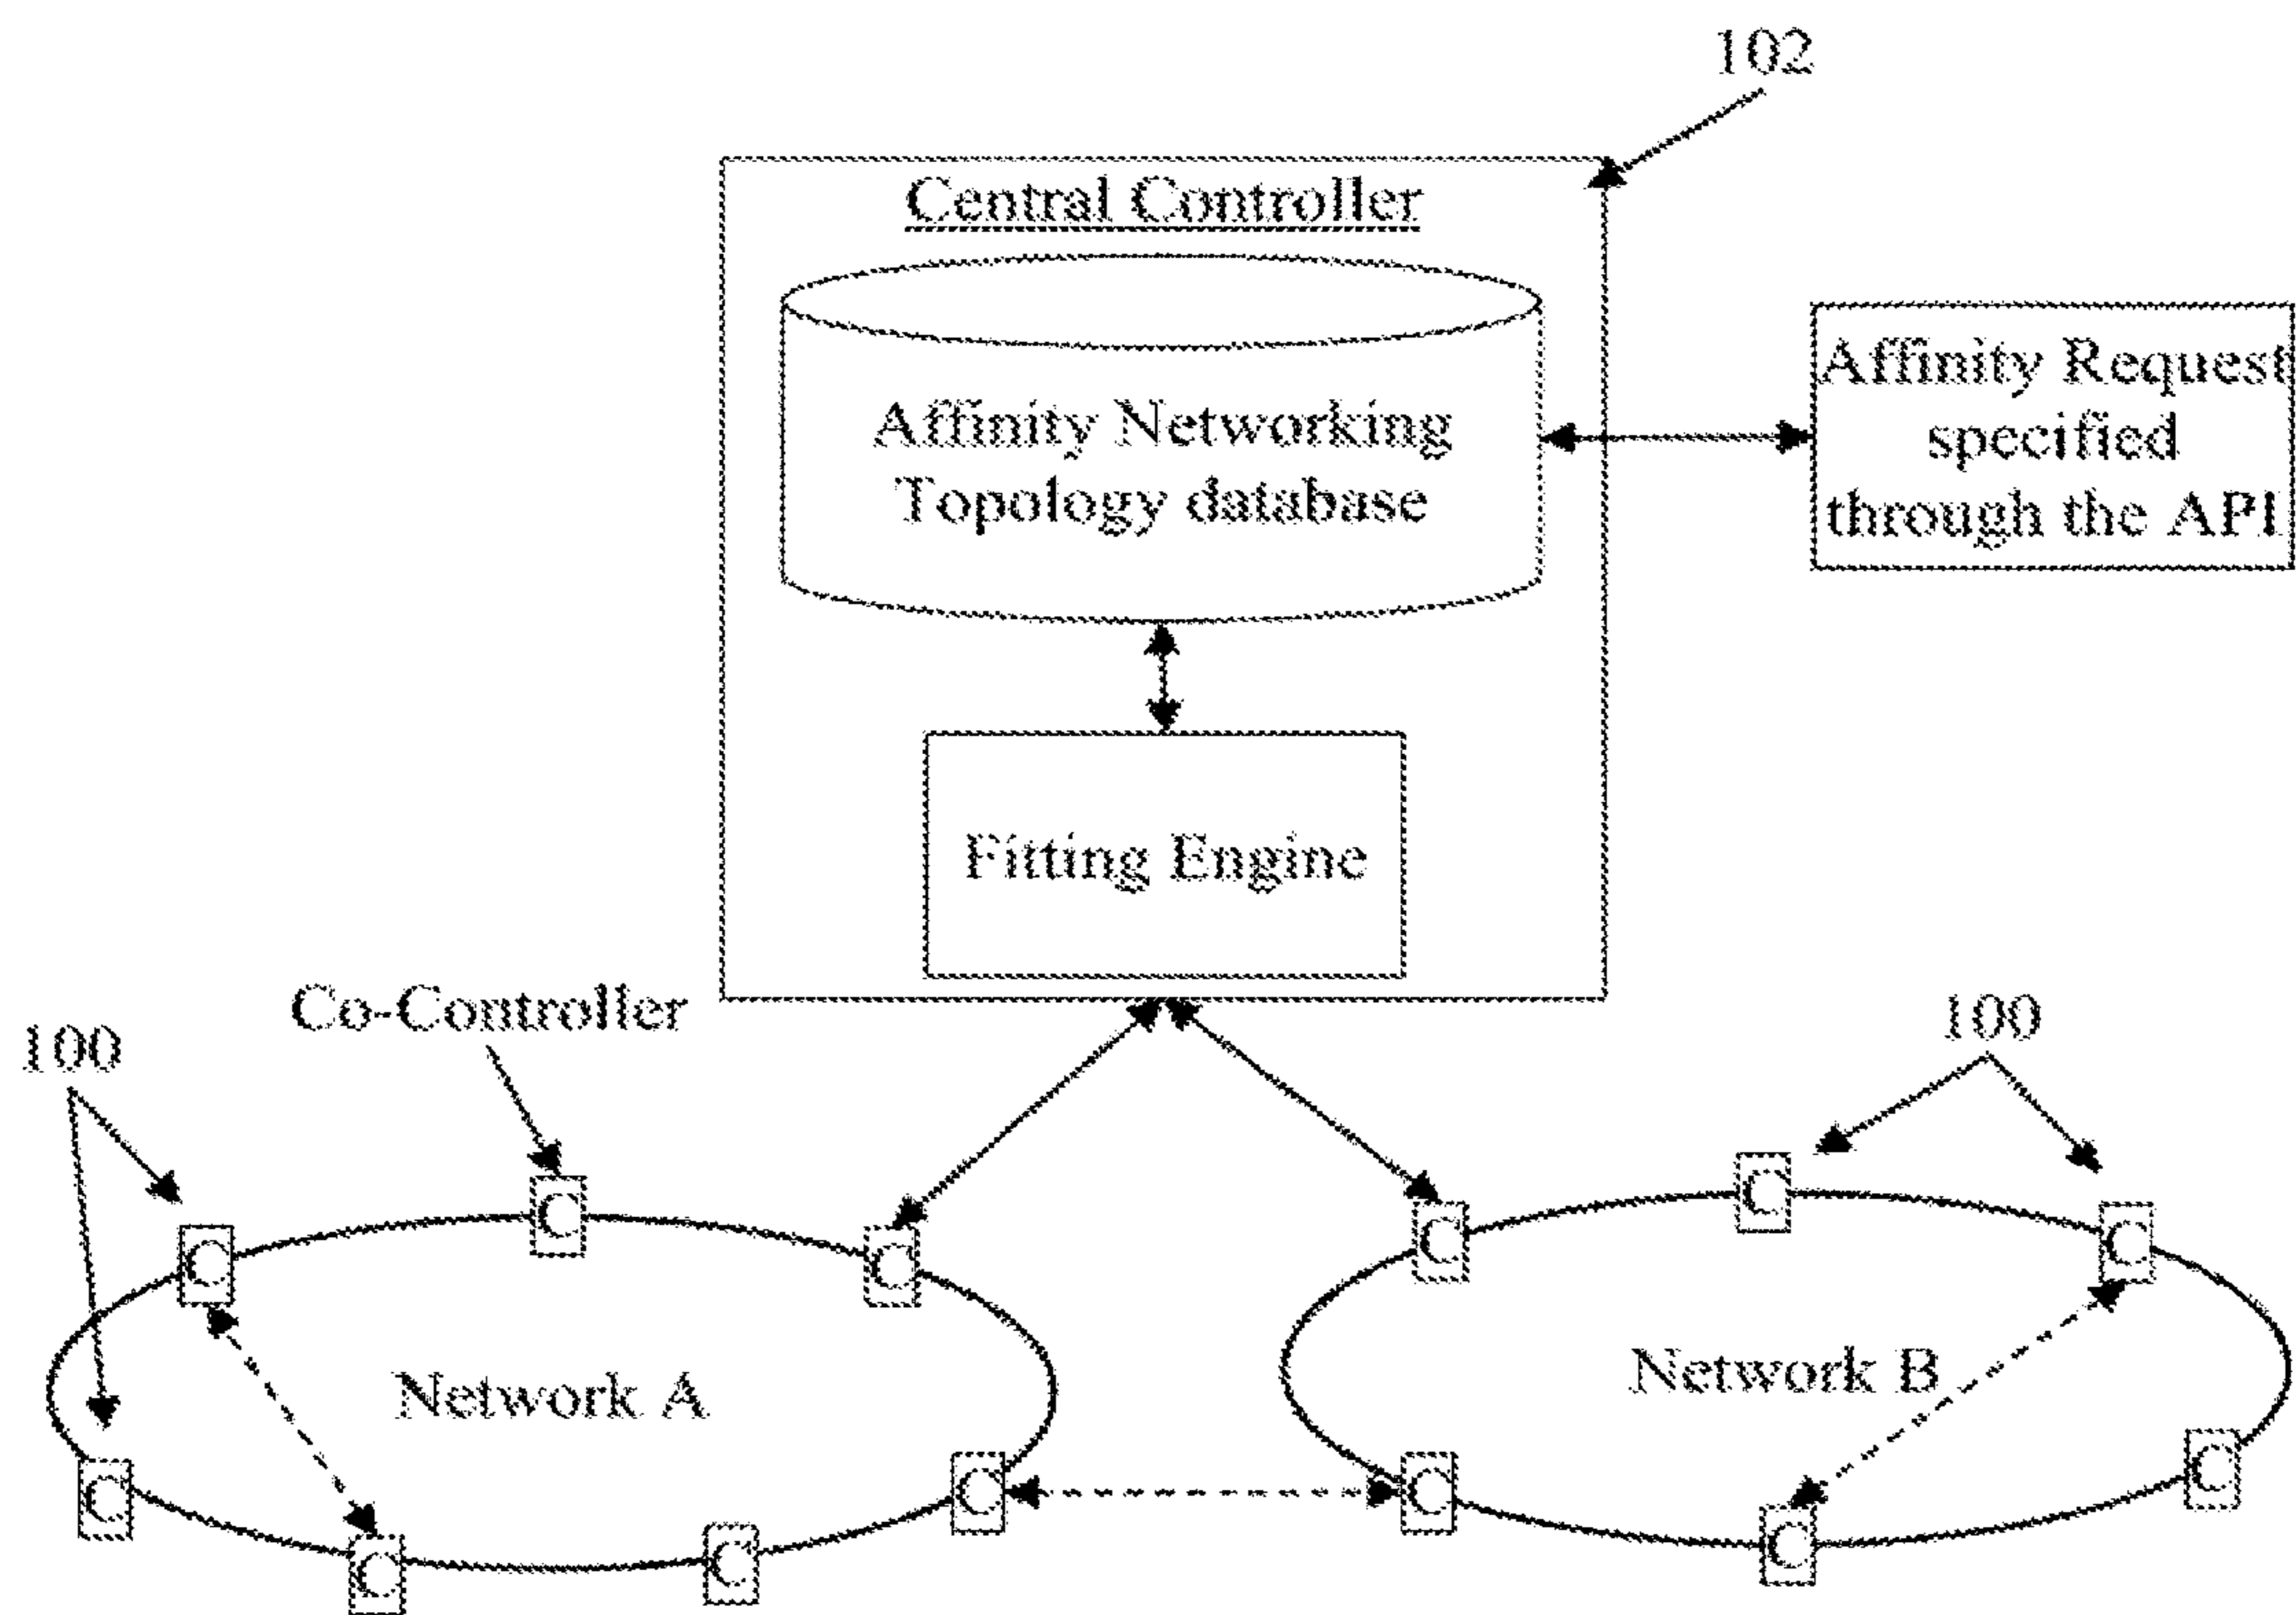 102
Central Controller
Affinity Networking
Topology database
Affinity Request
specified
through the API
Fitting Engine
Co-Controller
100
100
C
C
C
C
C
C
Network A
Network B
C
C
C
C
C
C
C